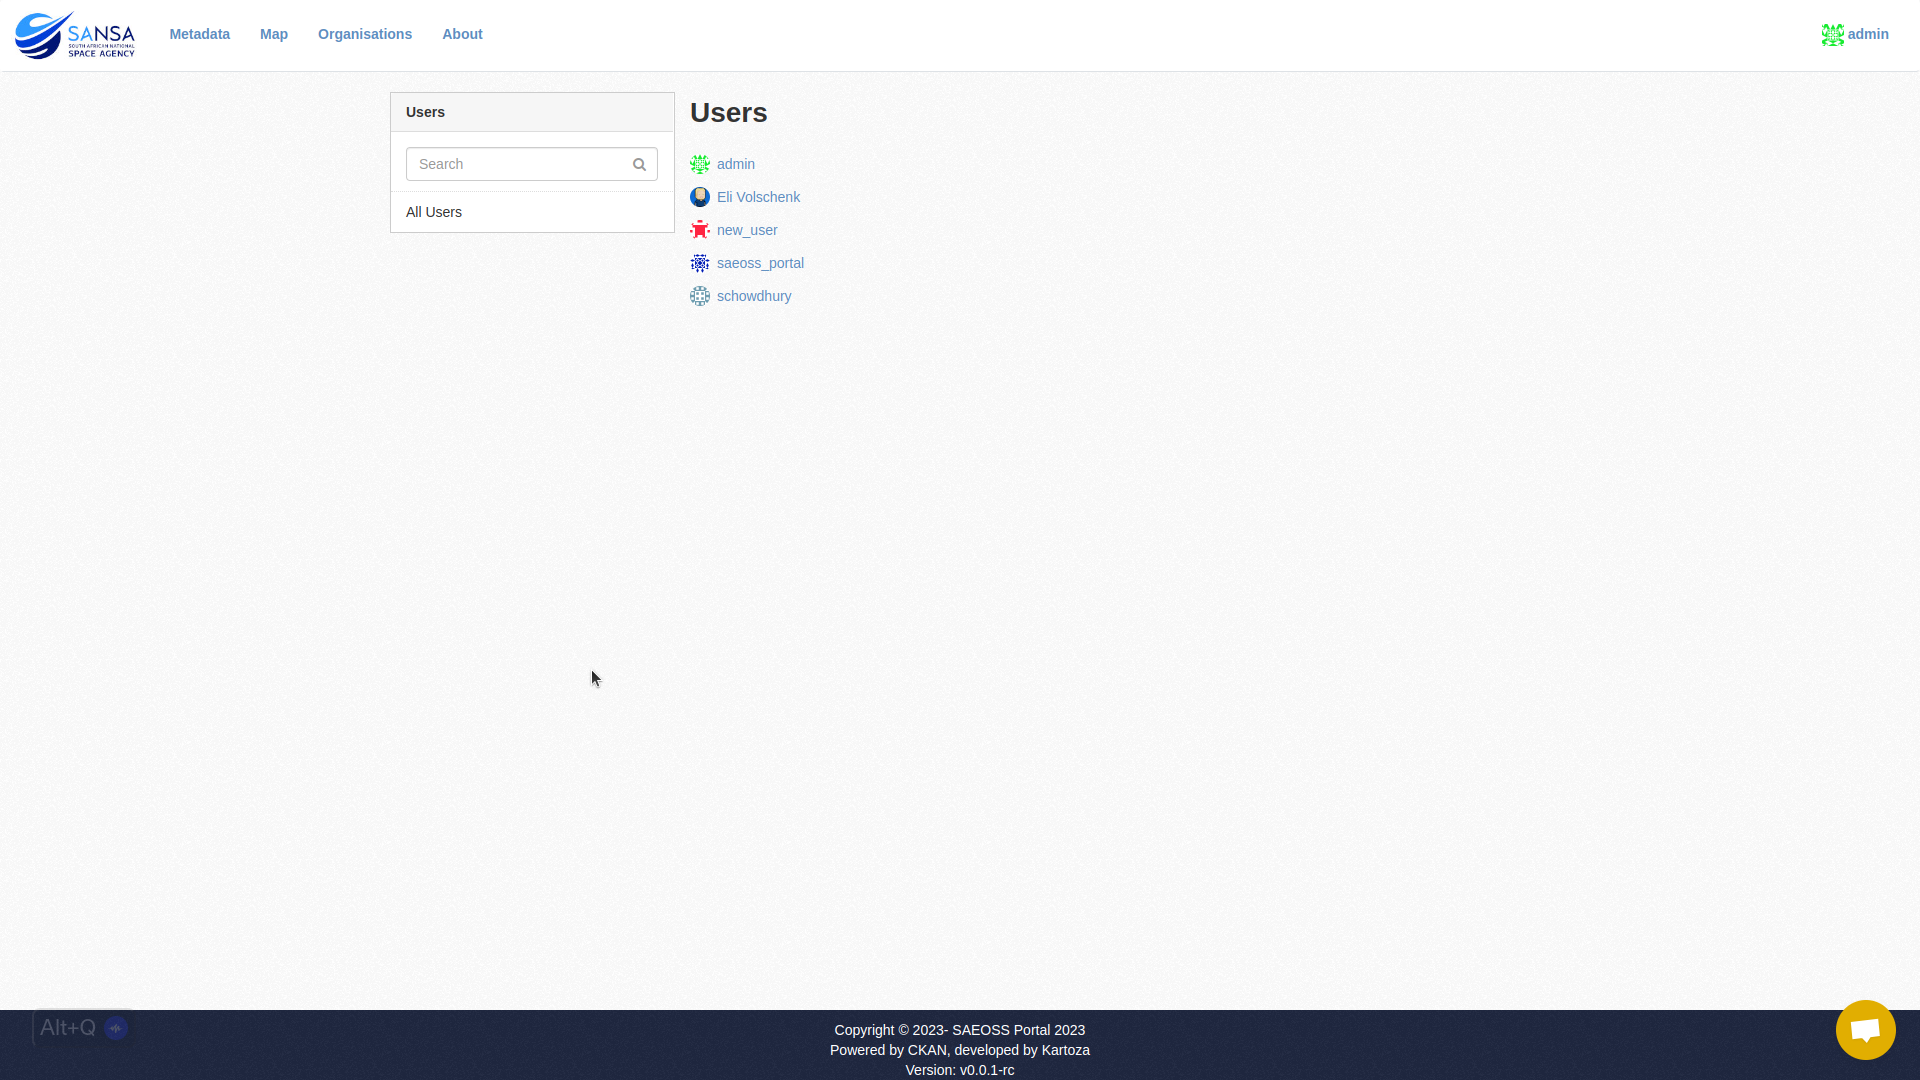 SANSA
SOUTH AFRICAN NATIONAL
SPACE AGENCY
Metadata
Map
Organisations
About
admin
Users
Search
All Users
Users
admin
Eli Volschenk
new_user
saeoss_portal
schowdhury
Alt+Q
Copyright © 2023- SAEOSS Portal 2023
Powered by CKAN, developed by Kartoza
Version: v0.0.1-rc